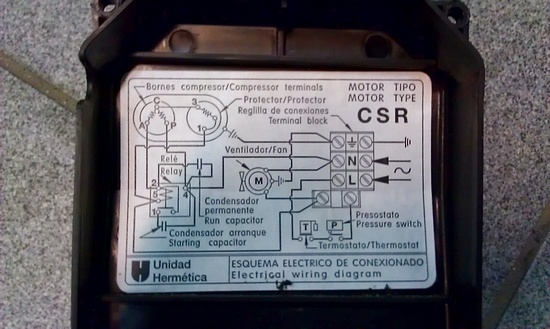 Bornes compresor/Compressor terminals
MOTOR TIPO
MOTOR TYPE
CSR
Protector/Protector
Reglilla de conexiones
Terminal block
C
A
P
3
1
Ventilador/Fan
M
N
L
Relé
Relay
2
5
4
10
Condensador
permanente
Run capacitor
Condensador arranque
Starting capacitor
Presostato
Pressure switch
T
P
Termostato/Thermostat
Unidad
Hermética
ESQUEMA ELECTRICO DE CONEXIONADO
Electrical wiring diagram